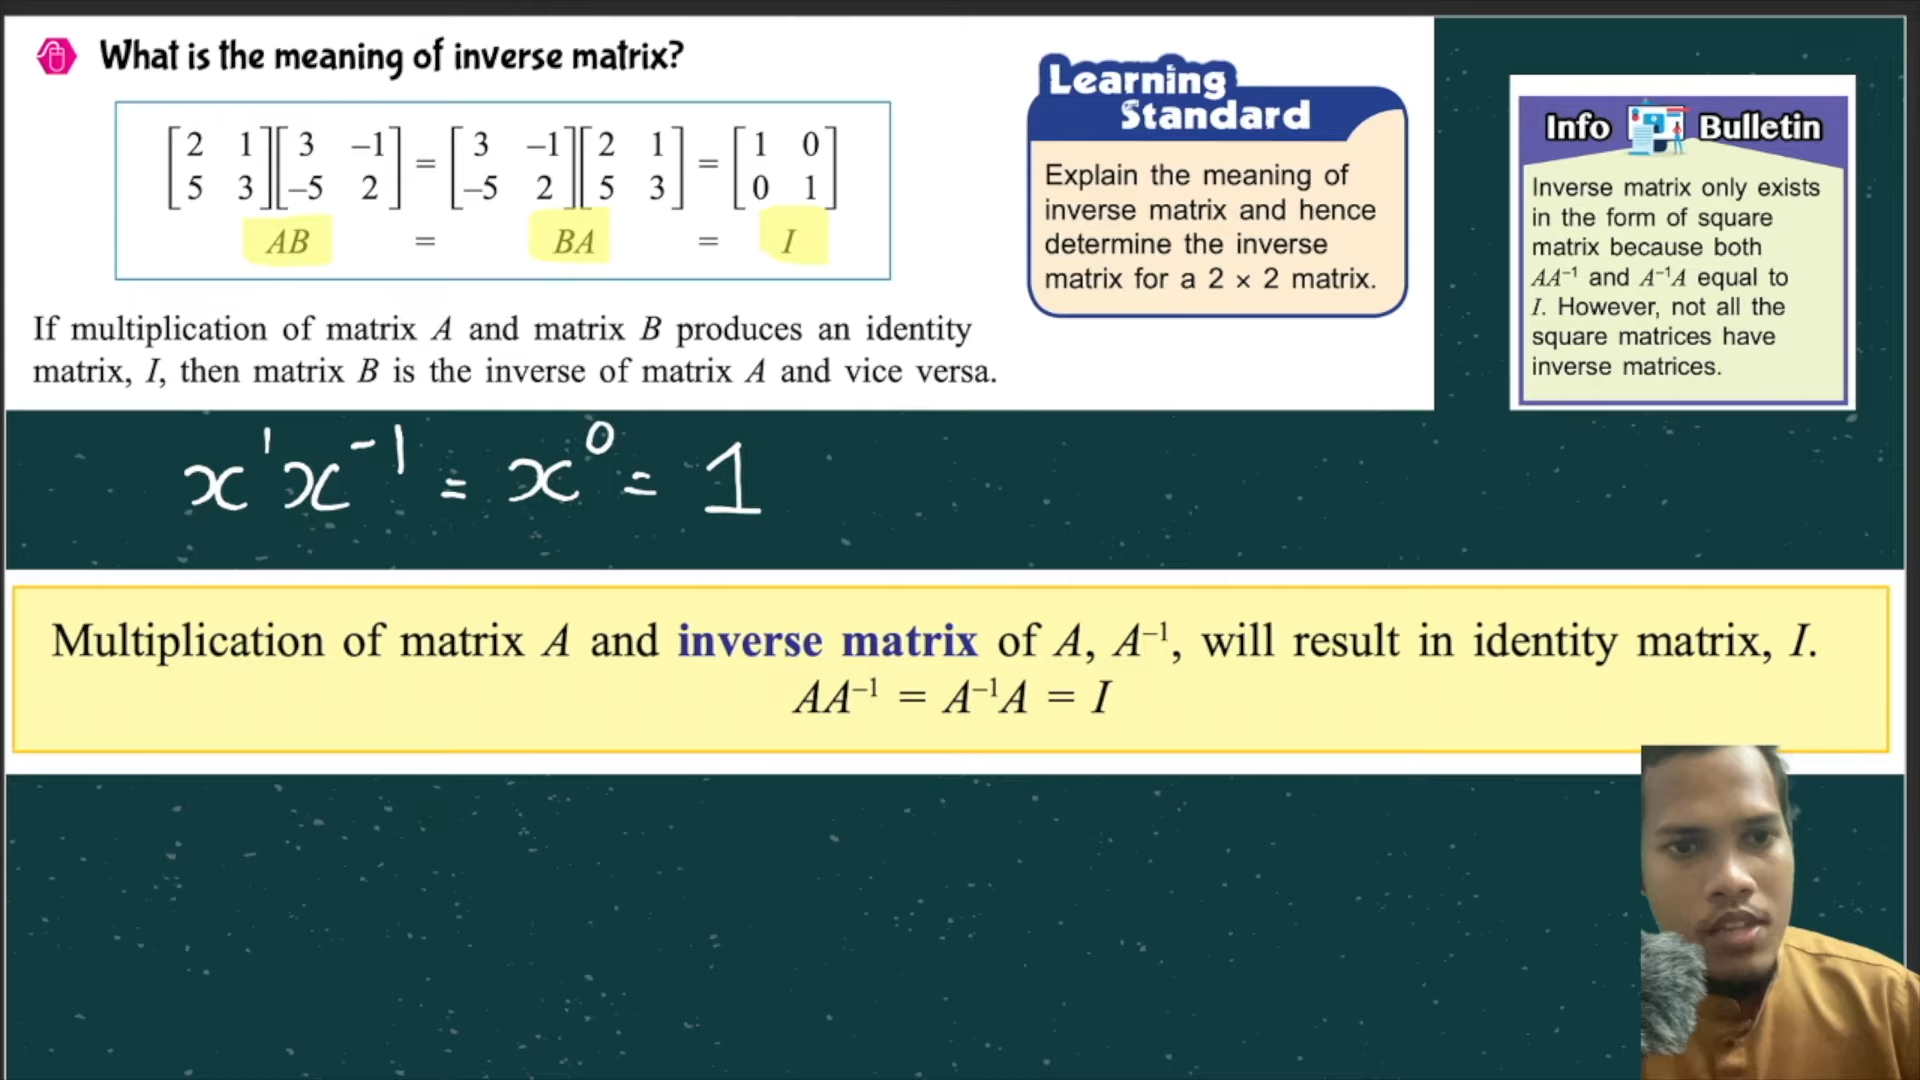 What is the meaning of inverse matrix?
[2 1; 5 3][3 –1; –5 2] = [3 –1; –5 2][2 1; 5 3] = [1 0; 0 1]
AB = BA = I
If multiplication of matrix A and matrix B produces an identity
matrix, I, then matrix B is the inverse of matrix A and vice versa.
Learning
Standard
Explain the meaning of
inverse matrix and hence
determine the inverse
matrix for a 2 × 2 matrix.
Info Bulletin
Inverse matrix only exists
in the form of square
matrix because both
AA⁻¹ and A⁻¹A equal to
I. However, not all the
square matrices have
inverse matrices.
x¹x⁻¹ = x⁰ = 1
Multiplication of matrix A and inverse matrix of A, A⁻¹, will result in identity matrix, I.
AA⁻¹ = A⁻¹A = I